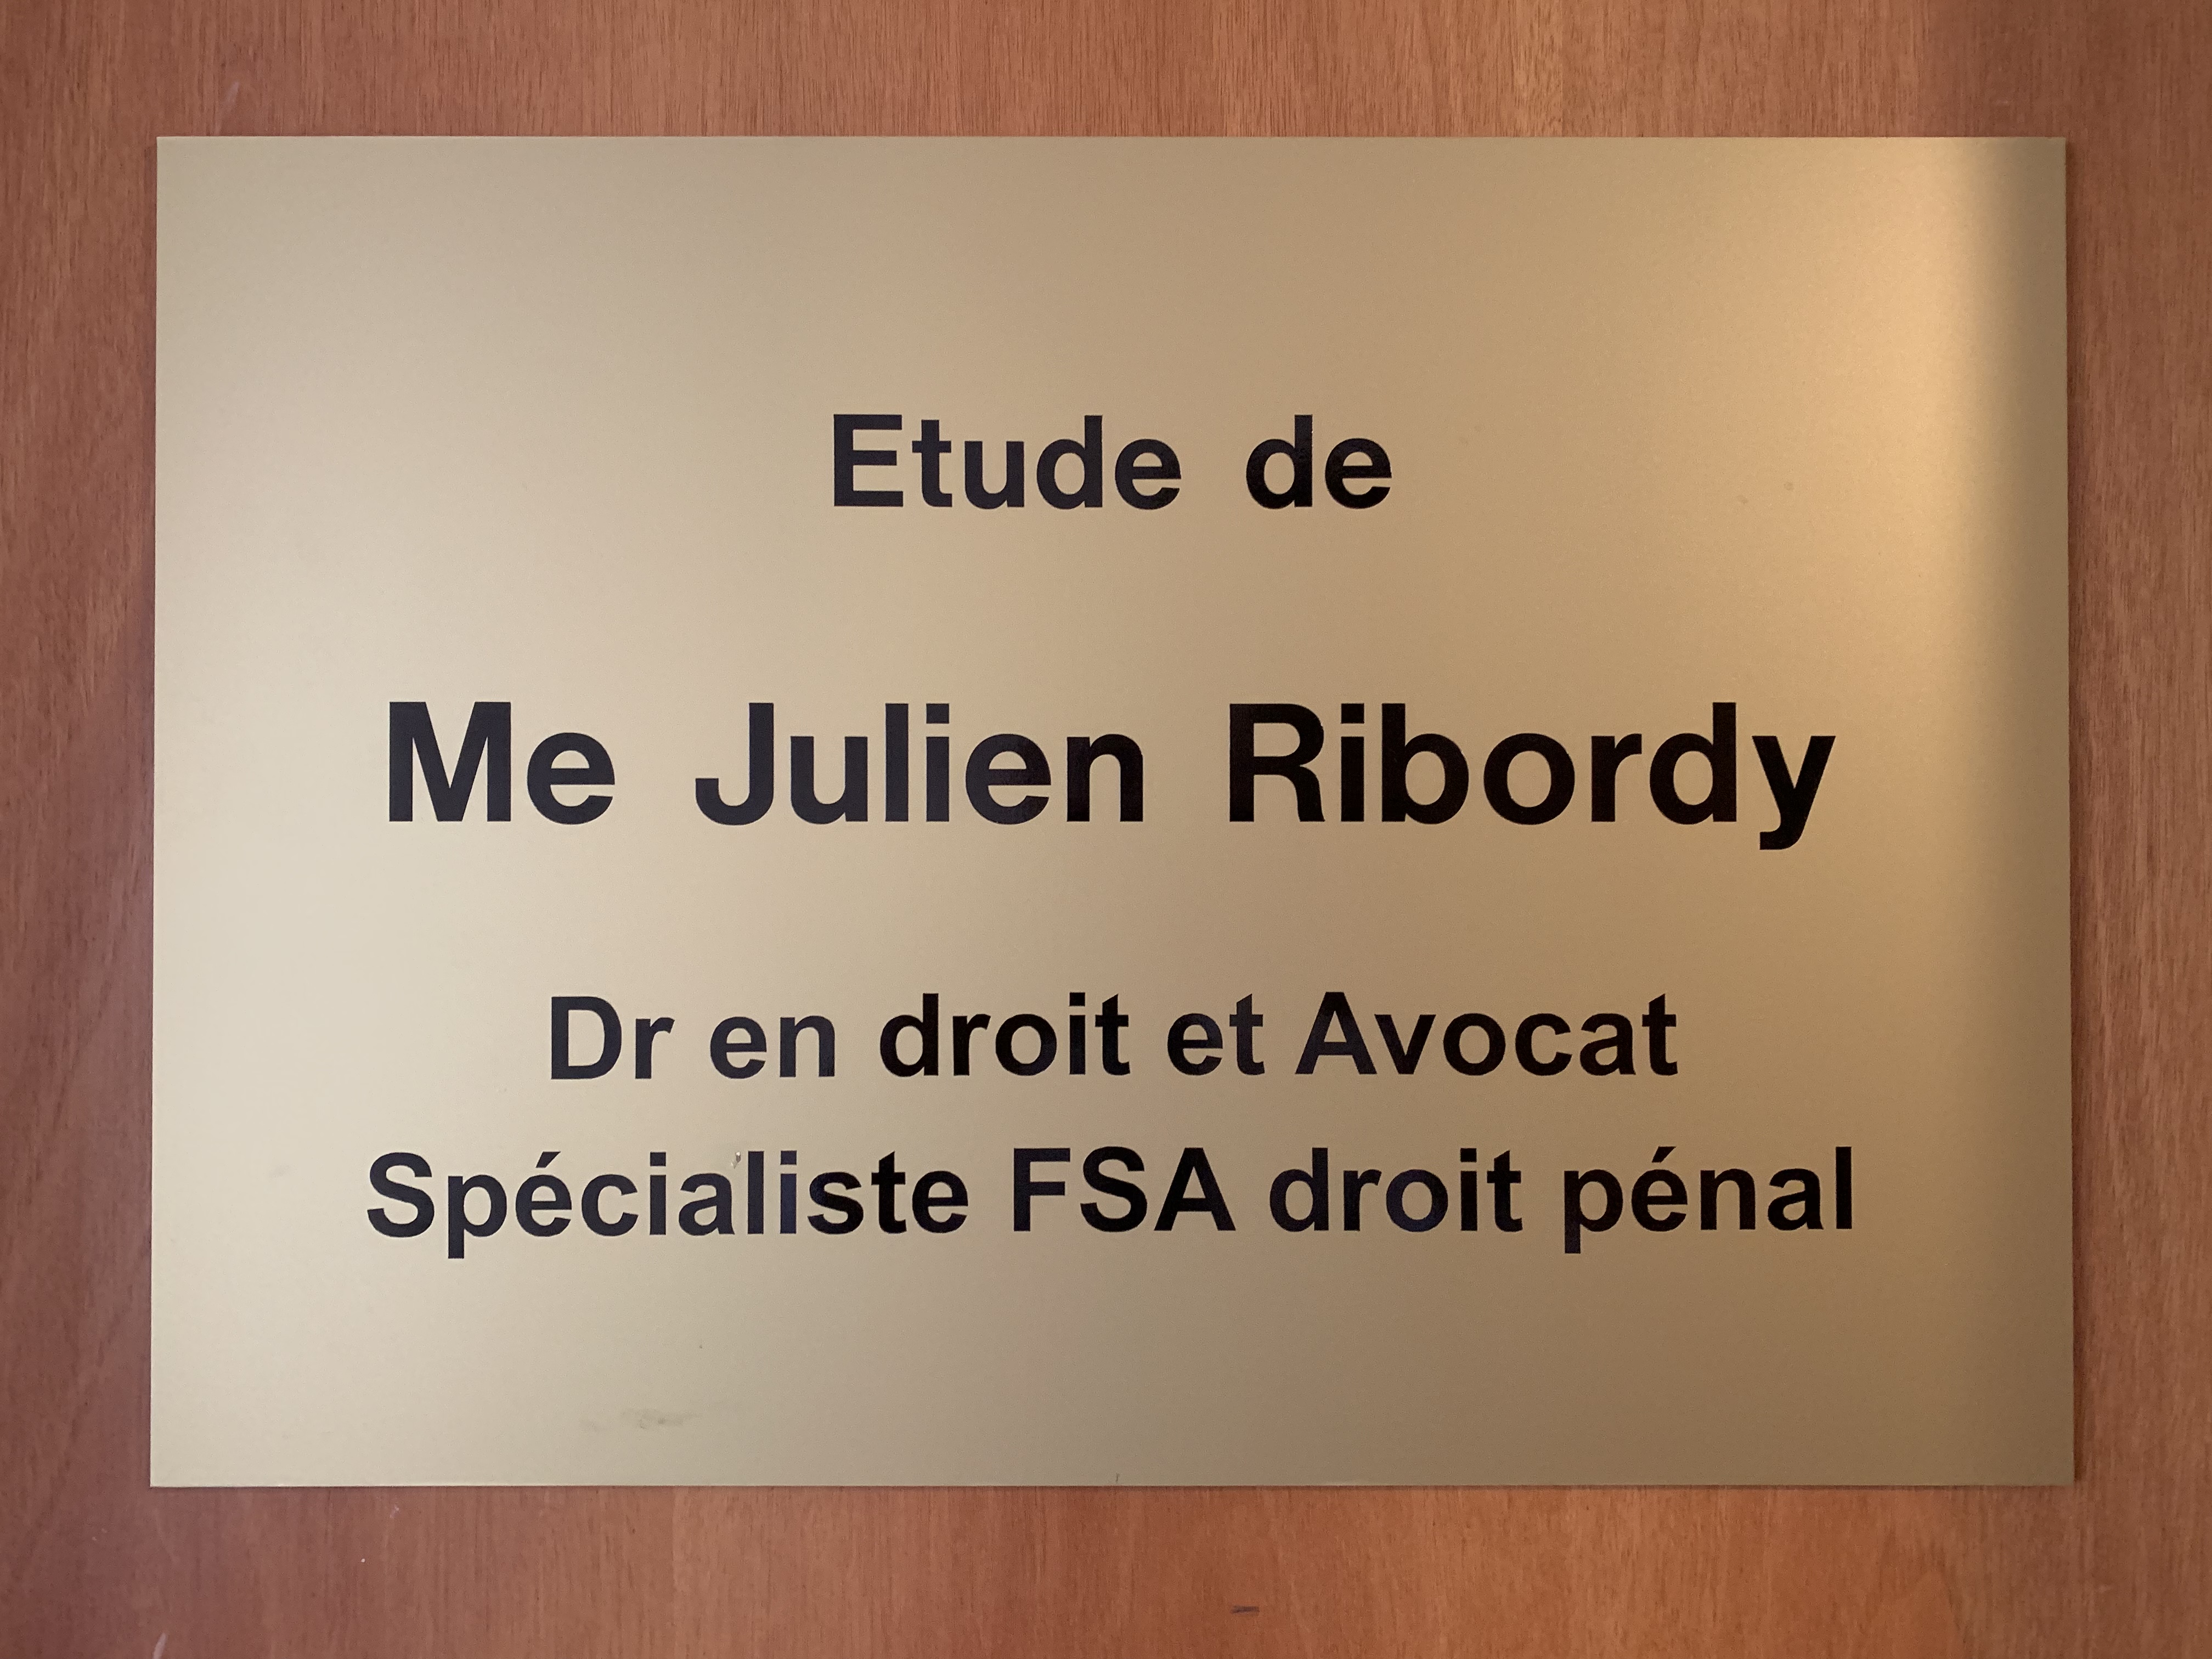 Etude de
Me Julien Ribordy
Dr en droit et Avocat
Spécialiste FSA droit pénal